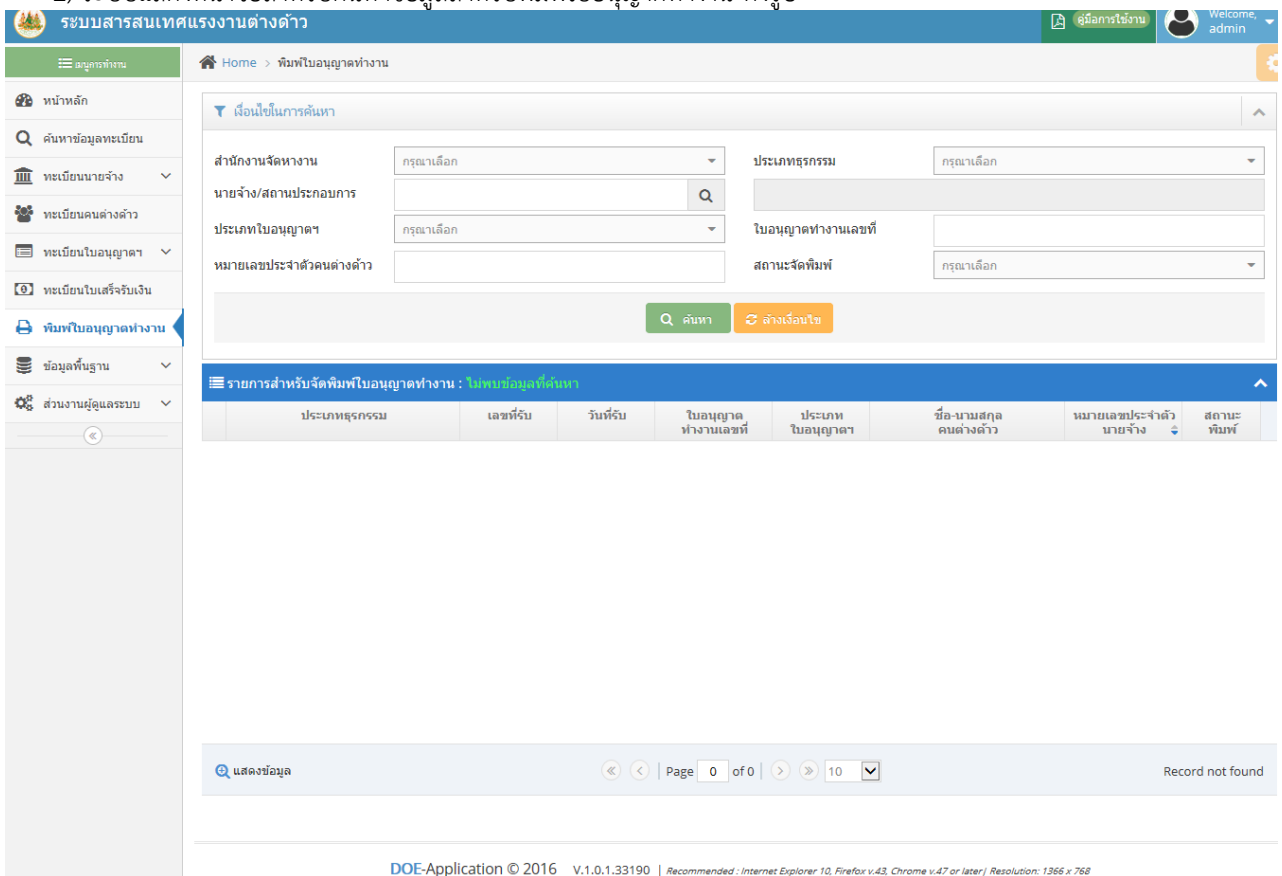 ระบบสารสนเทศแรงงานต่างด้าว
คู่มือการใช้งาน
Welcome,
admin
เมนูการทำงาน
Home > พิมพ์ใบอนุญาตทำงาน
หน้าหลัก
ค้นหาข้อมูลทะเบียน
ทะเบียนนายจ้าง
ทะเบียนคนต่างด้าว
ทะเบียนใบอนุญาตฯ
ทะเบียนใบเสร็จรับเงิน
พิมพ์ใบอนุญาตทำงาน
ข้อมูลพื้นฐาน
ส่วนงานผู้ดูแลระบบ
เงื่อนไขในการค้นหา
สำนักงานจัดหางาน กรุณาเลือก ประเภทธุรกรรม กรุณาเลือก
นายจ้าง/สถานประกอบการ
ประเภทใบอนุญาตฯ กรุณาเลือก ใบอนุญาตทำงานเลขที่
หมายเลขประจำตัวคนต่างด้าว สถานะจัดพิมพ์ กรุณาเลือก
ค้นหา ล้างเงื่อนไข
รายการสำหรับจัดพิมพ์ใบอนุญาตทำงาน : ไม่พบข้อมูลที่ค้นหา
ประเภทธุรกรรม เลขที่รับ วันที่รับ ใบอนุญาต ประเภท ชื่อ-นามสกุล หมายเลขประจำตัว สถานะ
ทำงานเลขที่ ใบอนุญาตฯ คนต่างด้าว นายจ้าง พิมพ์
แสดงข้อมูล Page 0 of 0 10 Record not found
DOE-Application © 2016 V.1.0.1.33190 | Recommended : Internet Explorer 10, Firefox v.43, Chrome v.47 or later| Resolution: 1366 x 768